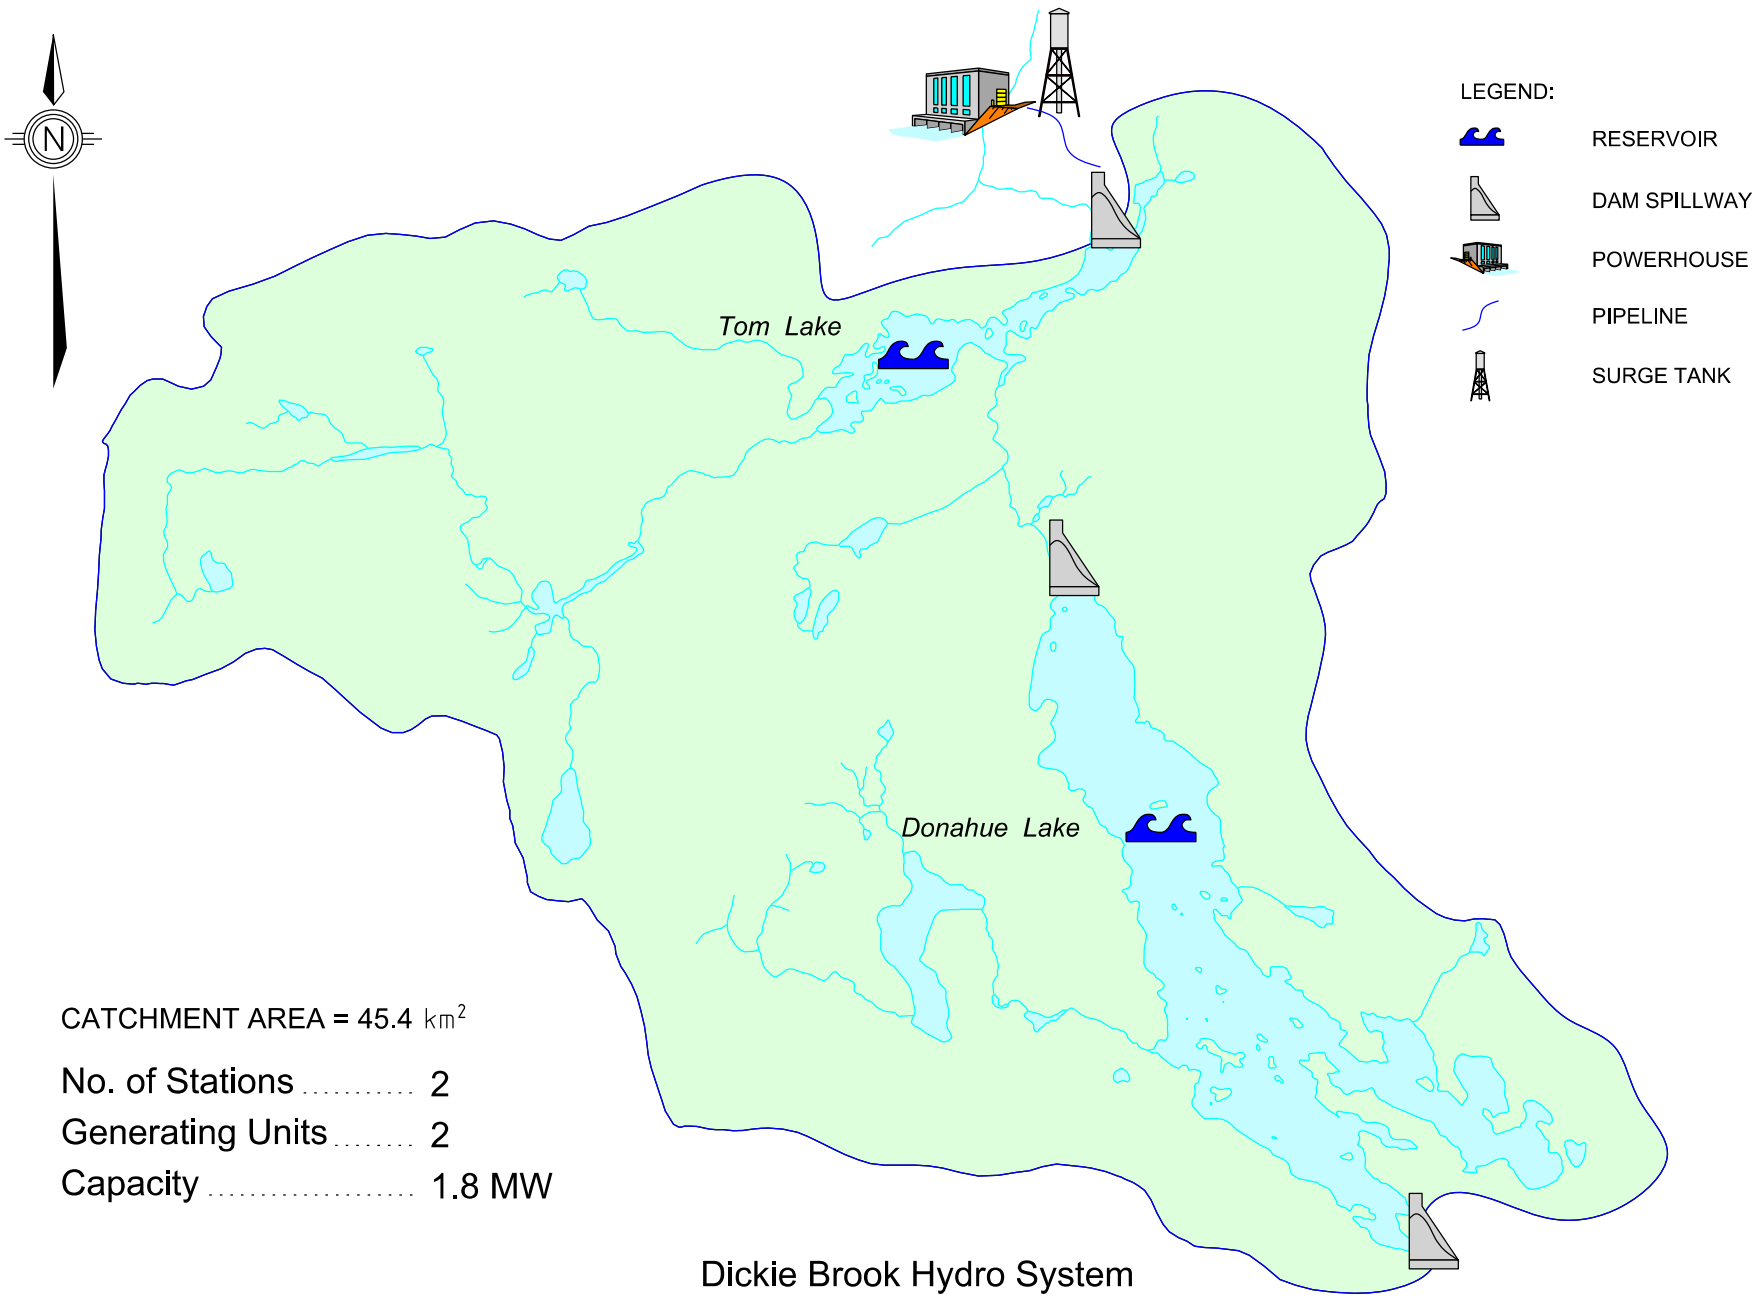 N
LEGEND:
RESERVOIR
DAM SPILLWAY
POWERHOUSE
PIPELINE
SURGE TANK
Tom Lake
Donahue Lake
CATCHMENT AREA = 45.4 km²
No. of Stations ........... 2
Generating Units ........ 2
Capacity .................... 1.8 MW
Dickie Brook Hydro System